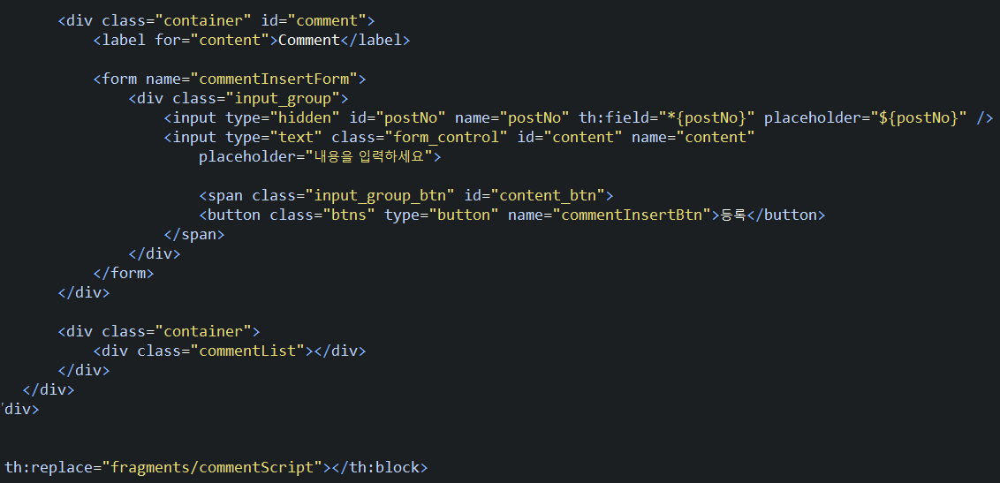 <div class="container" id="comment">
<label for="content">Comment</label>
<form name="commentInsertForm">
<div class="input_group">
<input type="hidden" id="postNo" name="postNo" th:field="*{postNo}" placeholder="${postNo}" />
<input type="text" class="form_control" id="content" name="content"
placeholder="내용을 입력하세요">
<span class="input_group_btn" id="content_btn">
<button class="btns" type="button" name="commentInsertBtn">등록</button>
</span>
</div>
</form>
</div>
<div class="container">
<div class="commentList"></div>
</div>
</div>
/div>
th:replace="fragments/commentScript"></th:block>